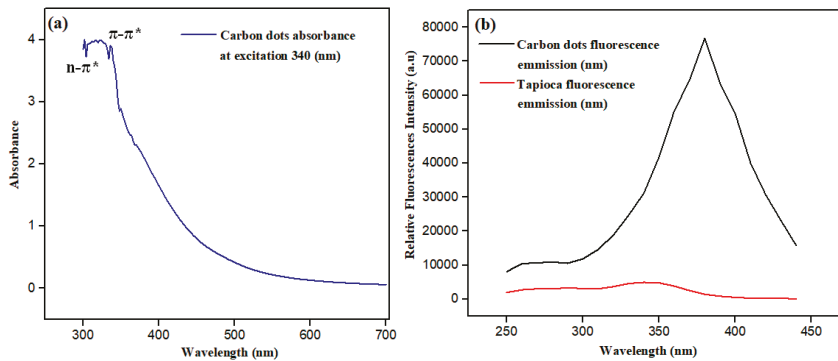 (a)
π-π*
n-π*
Carbon dots absorbance
at excitation 340 (nm)
4
3
2
1
0
Absorbance
300 400 500 600 700
Wavelength (nm)
(b)
Carbon dots fluorescence
emmission (nm)
Tapioca fluorescence
emmission (nm)
80000
70000
60000
50000
40000
30000
20000
10000
0
Relative Fluorescences Intensity (a.u)
250 300 350 400 450
Wavelength (nm)